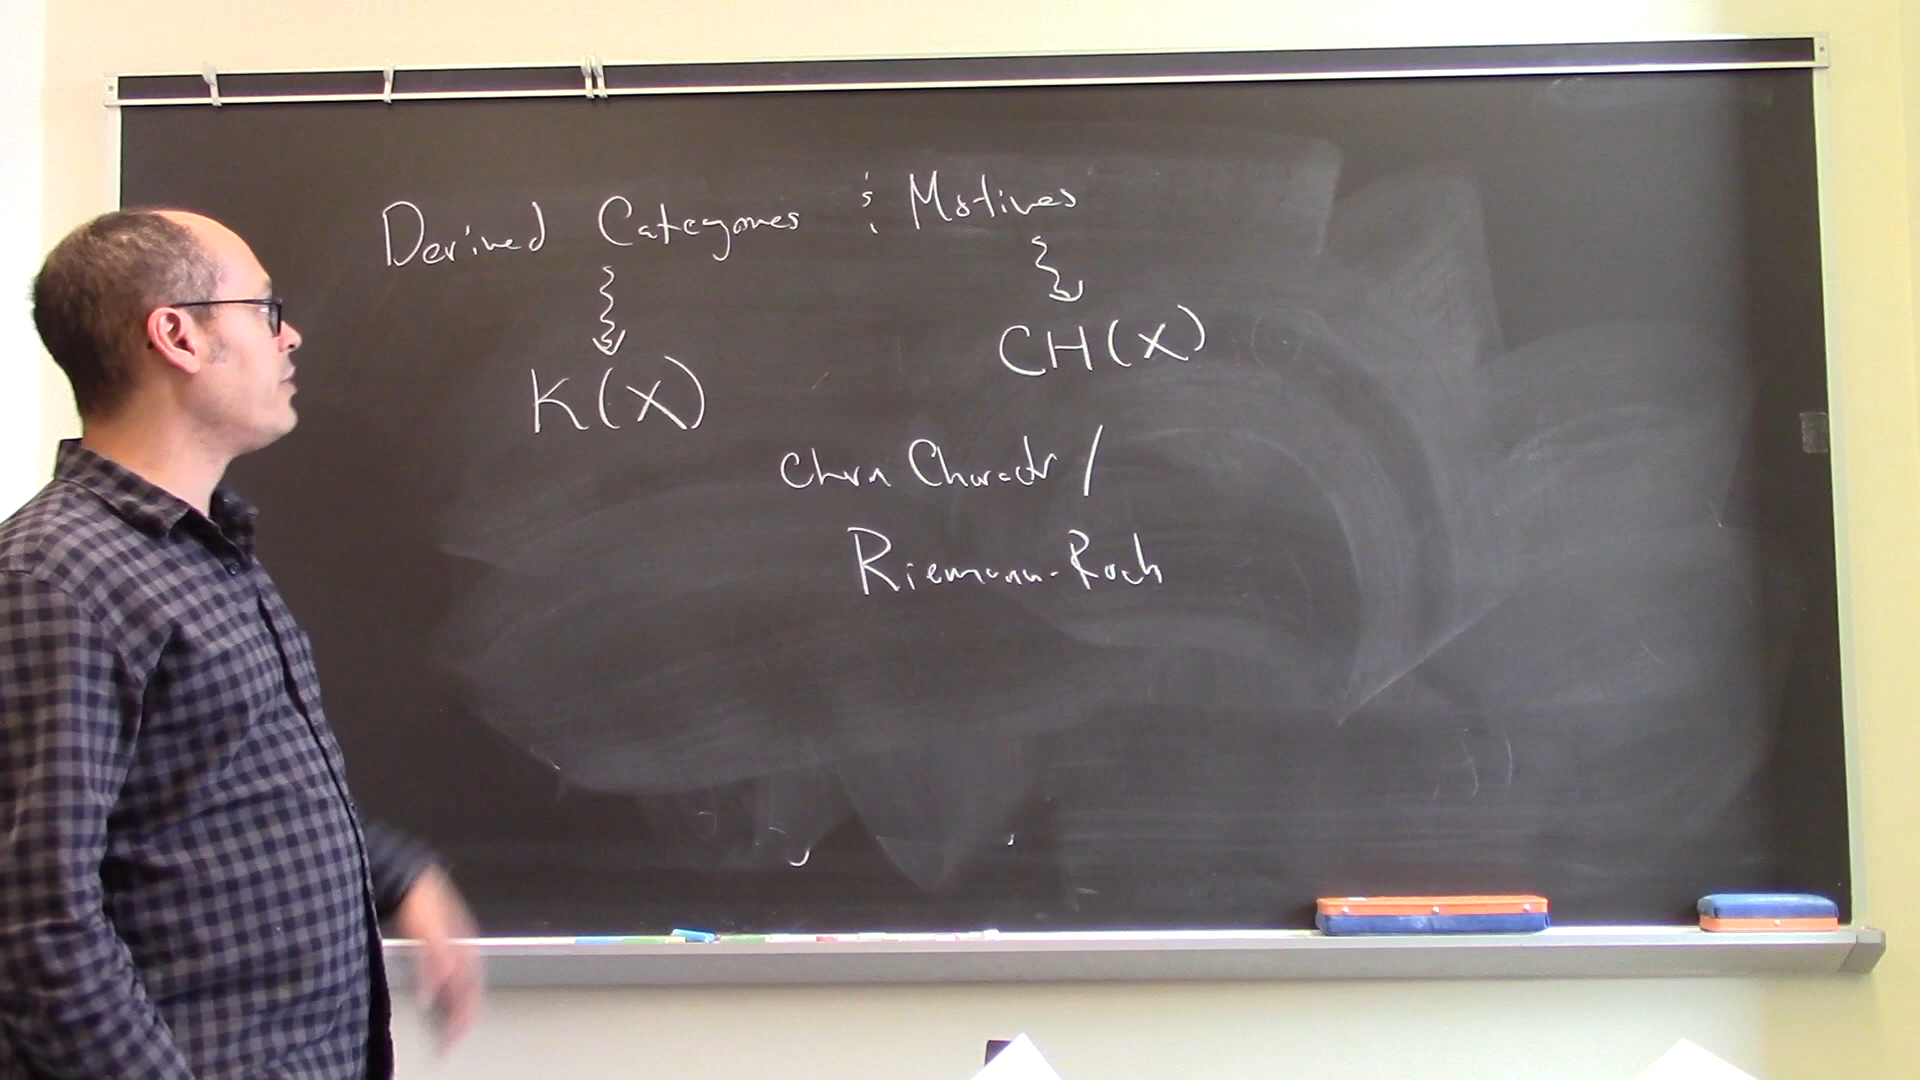 Derived Categories & Motives
K(X) CH(X)
Chern Character /
Riemann-Roch